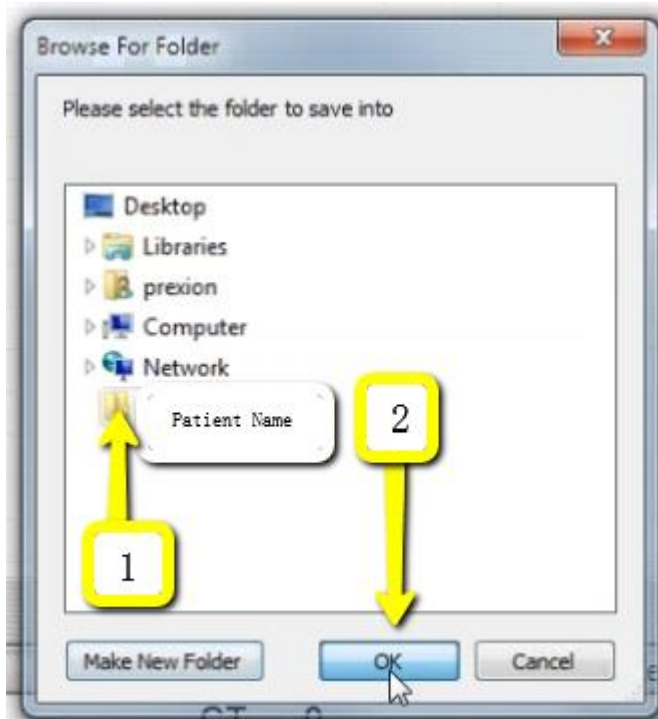 Browse For Folder
Please select the folder to save into
Desktop
Libraries
prexion
Computer
Network
Patient Name
2
1
Make New Folder
OK
Cancel